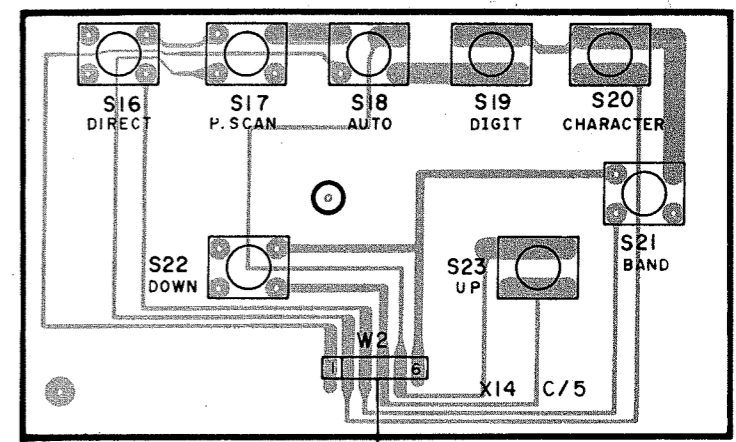 S16 S17 S18 S19 S20
DIRECT P. SCAN AUTO DIGIT CHARACTER
S21
BAND
S22
DOWN
S23
UP
W2
1 6
X14 C/5